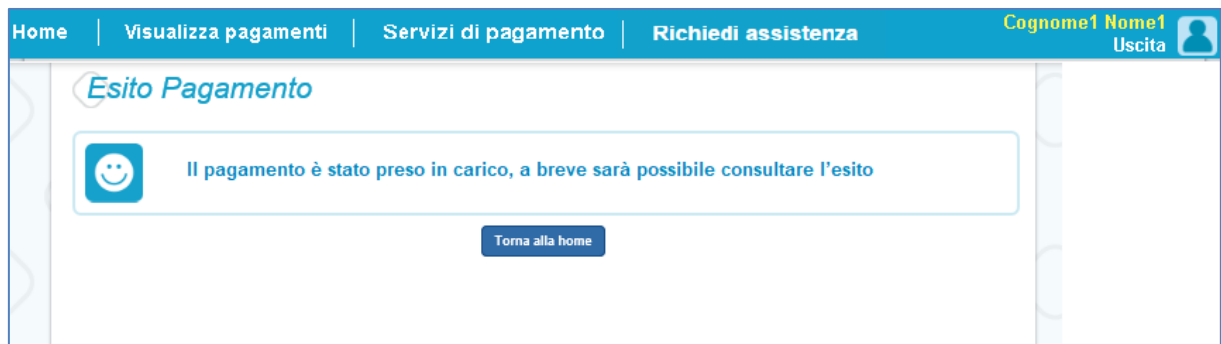 Home | Visualizza pagamenti | Servizi di pagamento | Richiedi assistenza
Cognome1 Nome1
Uscita
Esito Pagamento
Il pagamento è stato preso in carico, a breve sarà possibile consultare l'esito
Torna alla home